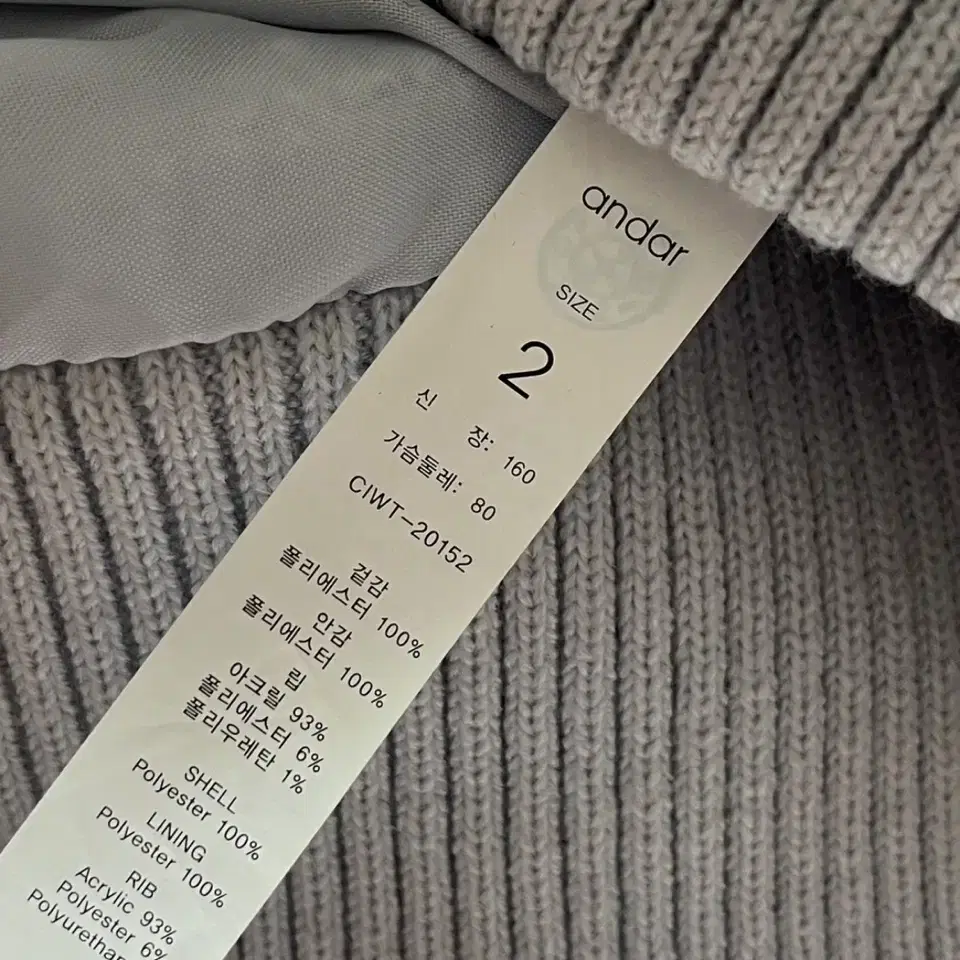 andar
SIZE
2
신 장: 160
가슴둘레: 80
CIWT-20152
겉감
폴리에스터 100%
안감
폴리에스터 100%
립
아크릴 93%
폴리에스터 6%
폴리우레탄 1%
SHELL
Polyester 100%
LINING
Polyester 100%
RIB
Acrylic 93%
Polyester 6%